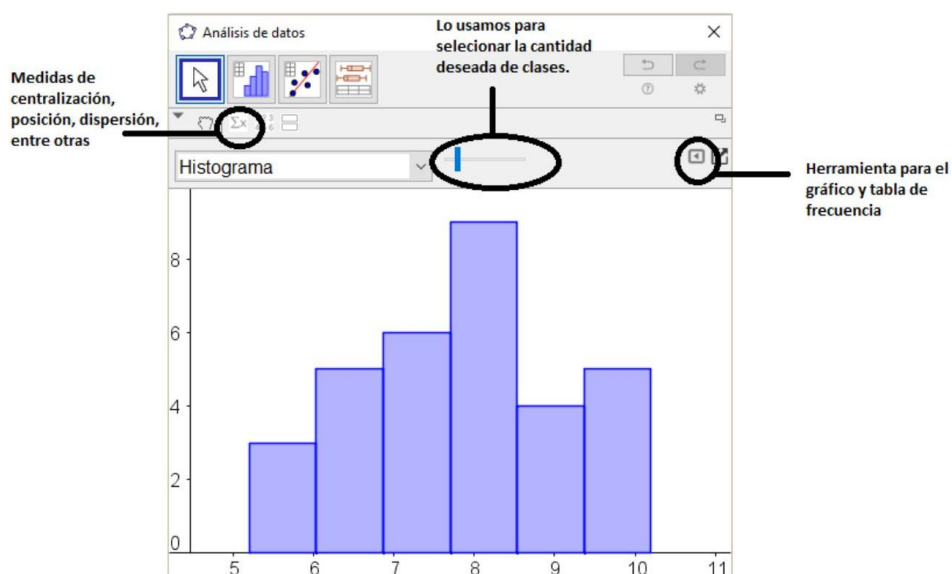 Análisis de datos
Lo usamos para
selecionar la cantidad
deseada de clases.
Medidas de
centralización,
posición, dispersión,
entre otras
Σx
Histograma
Herramienta para el
gráfico y tabla de
frecuencia
8
6
4
2
0
5 6 7 8 9 10 11